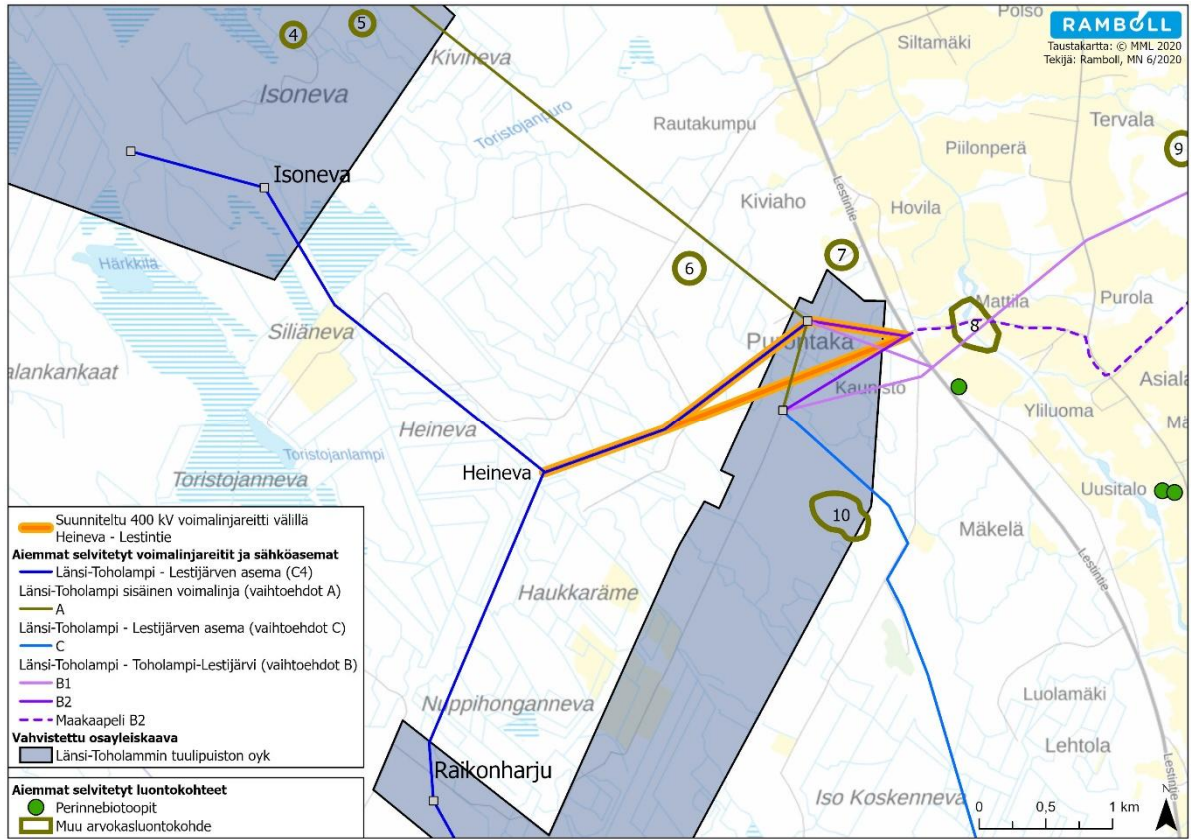 Polso
RAMBOLL
Taustakartta: © MML 2020
Tekijä: Ramboll, MN 6/2020
4
5
Siltamäki
Kivineva
Isoneva
Toristojanpuro
Rautakumpu
Tervala
Piilonperä
9
Lestintie
Isoneva
Kiviaho
Hovila
Härkkilä
6
7
Mattila
Purola
Siliäneva
8
Purontaka
alankankaat
Kaunisto
Asiala
Yliluoma
Mä
Heineva
Toristojanlampi
Heineva
Toristojanneva
Uusitalo
10
Mäkelä
Lestintie
Haukkaräme
Nuppihonganneva
Luolamäki
Lehtola
Raikonharju
Iso Koskenneva
Suunniteltu 400 kV voimalinjareitti välillä
Heineva - Lestintie
Aiemmat selvitetyt voimalinjareitit ja sähköasemat
Länsi-Toholampi - Lestijärven asema (C4)
Länsi-Toholampi sisäinen voimalinja (vaihtoehdot A)
A
Länsi-Toholampi - Lestijärven asema (vaihtoehdot C)
C
Länsi-Toholampi - Toholampi-Lestijärvi (vaihtoehdot B)
B1
B2
Maakaapeli B2
Vahvistettu osayleiskaava
Länsi-Toholammin tuulipuiston oyk
Aiemmat selvitetyt luontokohteet
Perinnebiotoopit
Muu arvokasluontokohde
N
0 0,5 1 km